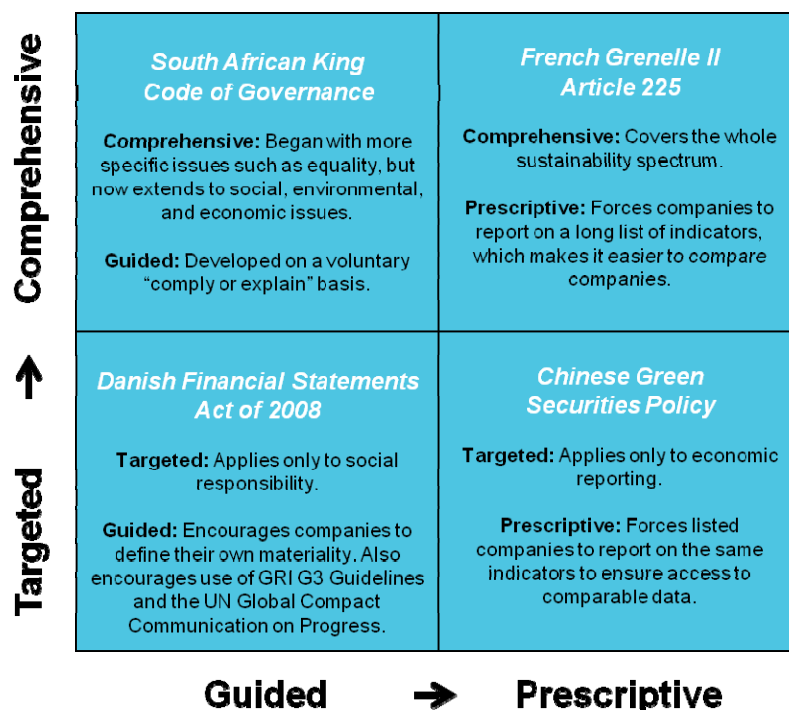 Comprehensive
South African King
Code of Governance
Comprehensive: Began with more
specific issues such as equality, but
now extends to social, environmental,
and economic issues.
Guided: Developed on a voluntary
“comply or explain” basis.
French Grenelle II
Article 225
Comprehensive: Covers the whole
sustainability spectrum.
Prescriptive: Forces companies to
report on a long list of indicators,
which makes it easier to compare
companies.
Targeted
Danish Financial Statements
Act of 2008
Targeted: Applies only to social
responsibility.
Guided: Encourages companies to
define their own materiality. Also
encourages use of GRI G3 Guidelines
and the UN Global Compact
Communication on Progress.
Chinese Green
Securities Policy
Targeted: Applies only to economic
reporting.
Prescriptive: Forces listed
companies to report on the same
indicators to ensure access to
comparable data.
Guided → Prescriptive